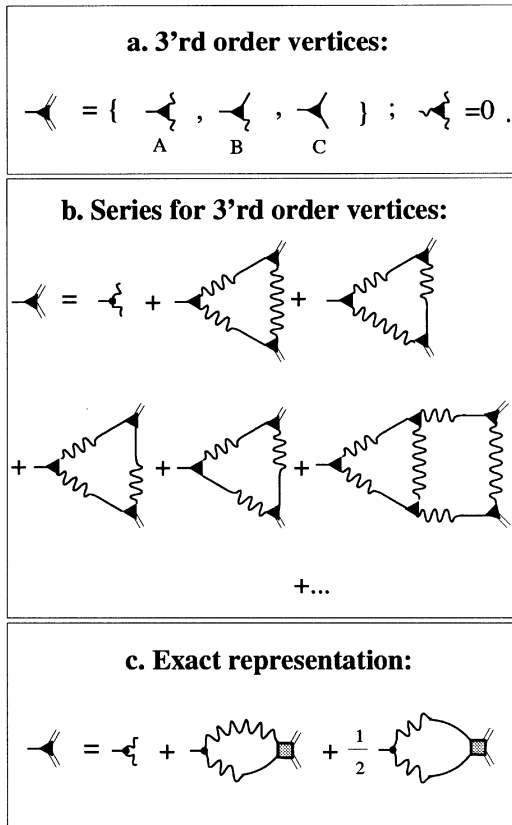 a. 3'rd order vertices:
= { , , } ; =0 .
A B C
b. Series for 3'rd order vertices:
= + +
+ + +
+...
c. Exact representation:
= + + 1/2